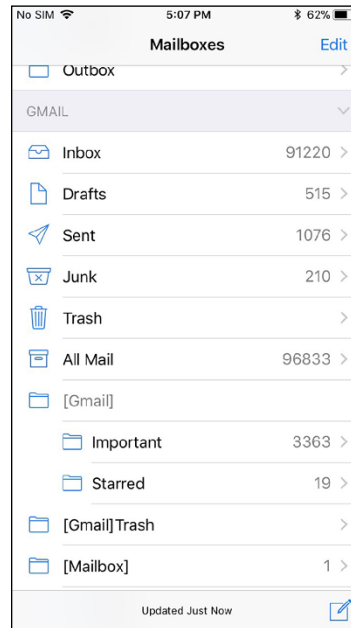 No SIM 5:07 PM 62%
Mailboxes Edit
Outbox
GMAIL
Inbox 91220
Drafts 515
Sent 1076
Junk 210
Trash
All Mail 96833
[Gmail]
Important 3363
Starred 19
[Gmail]Trash
[Mailbox] 1
Updated Just Now